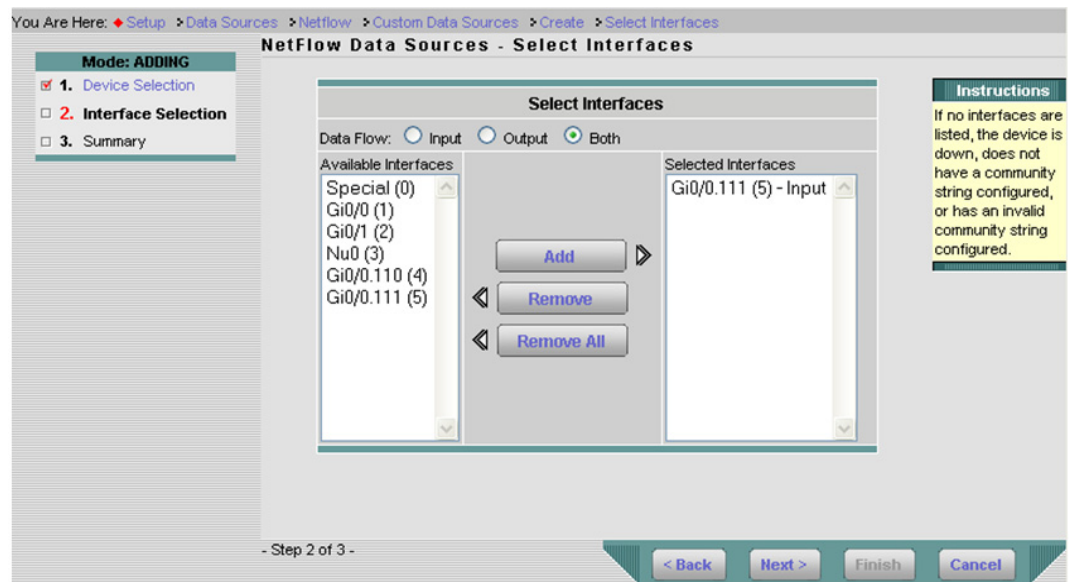 You Are Here: ◆ Setup > Data Sources > Netflow > Custom Data Sources > Create > Select Interfaces
NetFlow Data Sources - Select Interfaces
Mode: ADDING
1. Device Selection
2. Interface Selection
3. Summary
Select Interfaces
Data Flow: Input Output Both
Available Interfaces
Special (0)
Gi0/0 (1)
Gi0/1 (2)
Nu0 (3)
Gi0/0.110 (4)
Gi0/0.111 (5)
Add
Remove
Remove All
Selected Interfaces
Gi0/0.111 (5) - Input
Instructions
If no interfaces are
listed, the device is
down, does not
have a community
string configured,
or has an invalid
community string
configured.
- Step 2 of 3 -
< Back Next > Finish Cancel